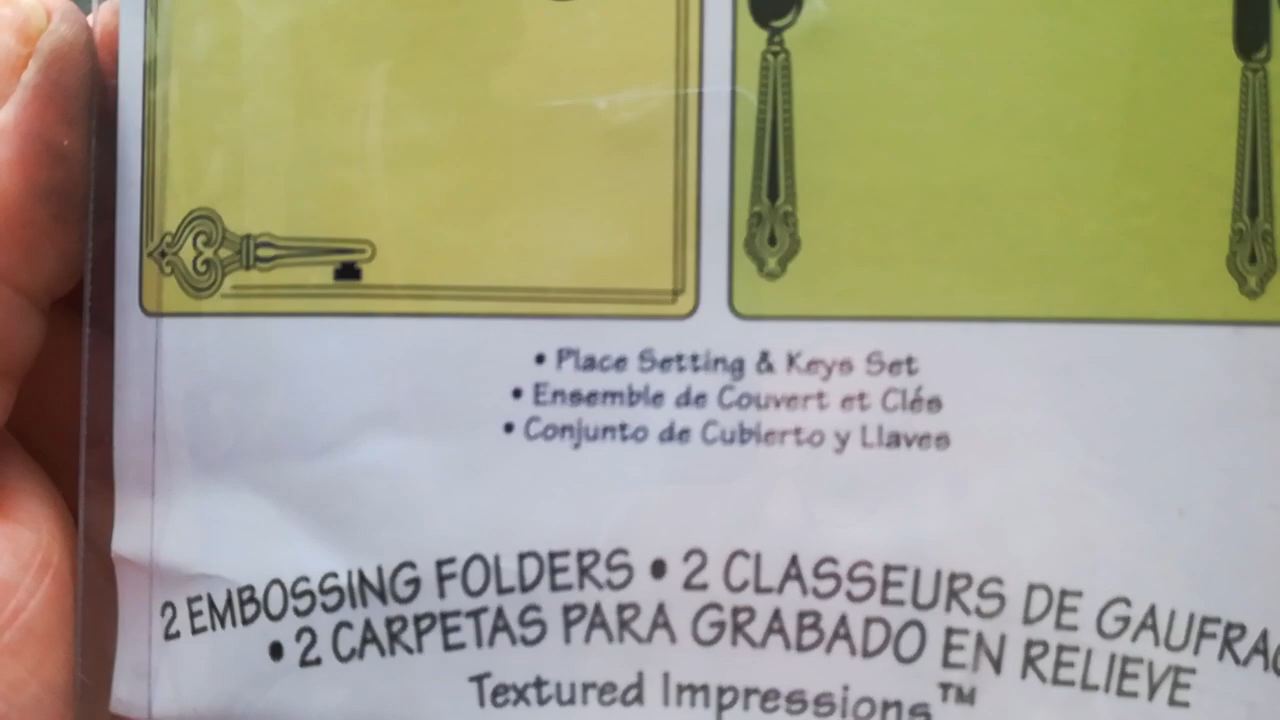 • Place Setting & Keys Set
• Ensemble de Couvert et Clés
• Conjunto de Cubierto y Llaves
2 EMBOSSING FOLDERS • 2 CLASSEURS DE
• 2 CARPETAS PARA GRABADO EN RELIEVE
Textured Impressions™